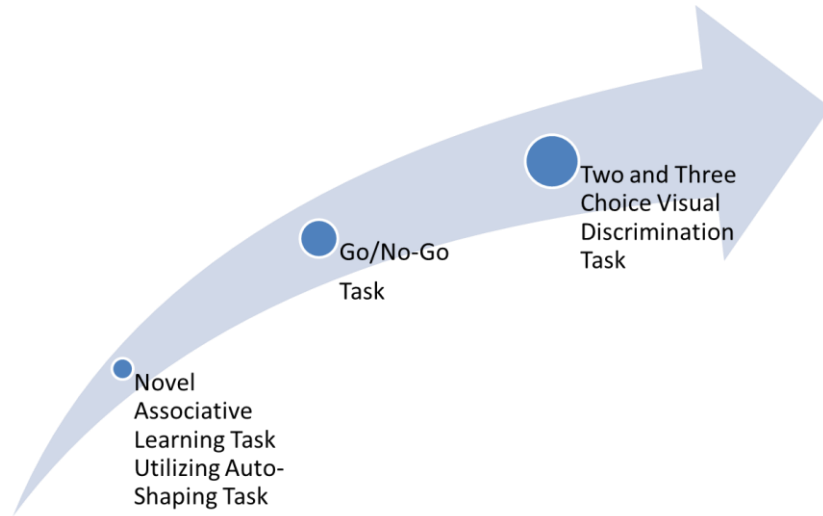 Two and Three
Choice Visual
Discrimination
Task
Go/No-Go
Task
Novel
Associative
Learning Task
Utilizing Auto-
Shaping Task